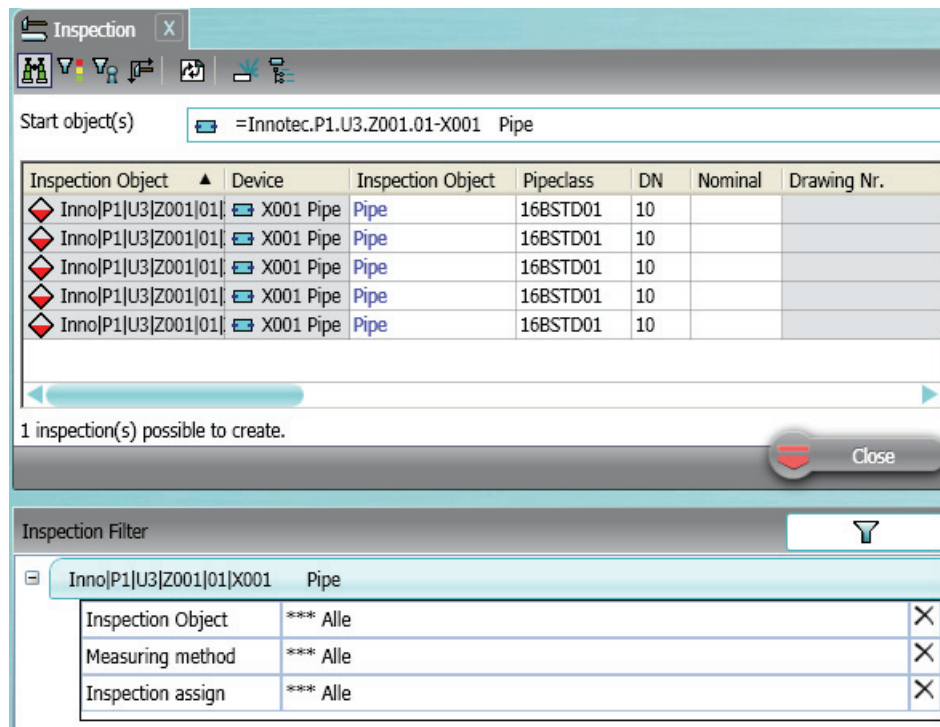 Inspection X
Start object(s) =Innotec.P1.U3.Z001.01-X001 Pipe
Inspection Object ▲ Device Inspection Object Pipeclass DN Nominal Drawing Nr.
Inno|P1|U3|Z001|01| X001 Pipe Pipe 16BSTD01 10
Inno|P1|U3|Z001|01| X001 Pipe Pipe 16BSTD01 10
Inno|P1|U3|Z001|01| X001 Pipe Pipe 16BSTD01 10
Inno|P1|U3|Z001|01| X001 Pipe Pipe 16BSTD01 10
Inno|P1|U3|Z001|01| X001 Pipe Pipe 16BSTD01 10
1 inspection(s) possible to create.
Close
Inspection Filter
Inno|P1|U3|Z001|01|X001 Pipe
Inspection Object *** Alle
Measuring method *** Alle
Inspection assign *** Alle